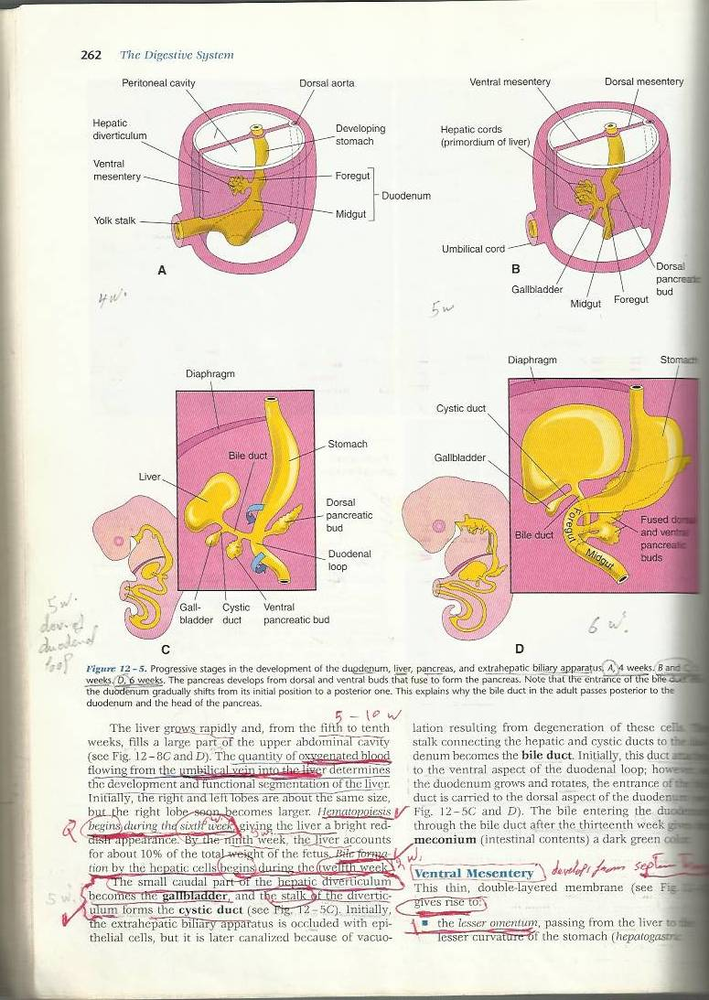 262 The Digestive System
Peritoneal cavity
Dorsal aorta
Hepatic
diverticulum
Developing
stomach
Ventral
mesentery
Foregut
Duodenum
Midgut
Yolk stalk
A
4 w.
Ventral mesentery
Dorsal mesentery
Hepatic cords
(primordium of liver)
Umbilical cord
B
Dorsal
pancreatic
bud
Gallbladder
Midgut
Foregut
5 w
Diaphragm
Bile duct
Stomach
Liver
Dorsal
pancreatic
bud
Duodenal
loop
Gall-
bladder
Cystic
duct
Ventral
pancreatic bud
C
5 w.
duodenal
loop
Diaphragm
Stomach
Cystic duct
Gallbladder
Bile duct
Foregut
Midgut
Fused dorsal
and ventral
pancreatic
buds
D
6 w.
Figure 12-5. Progressive stages in the development of the duodenum, liver, pancreas, and extrahepatic biliary apparatus. A, 4 weeks. B and C,
weeks. D, 6 weeks. The pancreas develops from dorsal and ventral buds that fuse to form the pancreas. Note that the entrance of the bile duct
the duodenum gradually shifts from its initial position to a posterior one. This explains why the bile duct in the adult passes posterior to the
duodenum and the head of the pancreas.
5 - 10 w
The liver grows rapidly and, from the fifth to tenth
weeks, fills a large part of the upper abdominal cavity
(see Fig. 12-8C and D). The quantity of oxygenated blood
flowing from the umbilical vein into the liver determines
the development and functional segmentation of the liver.
Initially, the right and left lobes are about the same size,
but the right lobe soon becomes larger. Hematopoiesis
begins during the sixth week, giving the liver a bright red-
dish appearance. By the ninth week, the liver accounts
for about 10% of the total weight of the fetus. Bile forma-
tion by the hepatic cells begins during the twelfth week.
The small caudal part of the hepatic diverticulum
becomes the gallbladder, and the stalk of the divertic-
ulum forms the cystic duct (see Fig. 12-5C). Initially,
the extrahepatic biliary apparatus is occluded with epi-
thelial cells, but it is later canalized because of vacuo-
5 w.
lation resulting from degeneration of these cells.
stalk connecting the hepatic and cystic ducts to the
denum becomes the bile duct. Initially, this duct
to the ventral aspect of the duodenal loop; however,
the duodenum grows and rotates, the entrance of the
duct is carried to the dorsal aspect of the duodenum
Fig. 12-5C and D). The bile entering the duodenum
through the bile duct after the thirteenth week gives
meconium (intestinal contents) a dark green color.
Ventral Mesentery develops from septum
This thin, double-layered membrane (see Fig.
gives rise to:
■ the lesser omentum, passing from the liver to the
lesser curvature of the stomach (hepatogastric